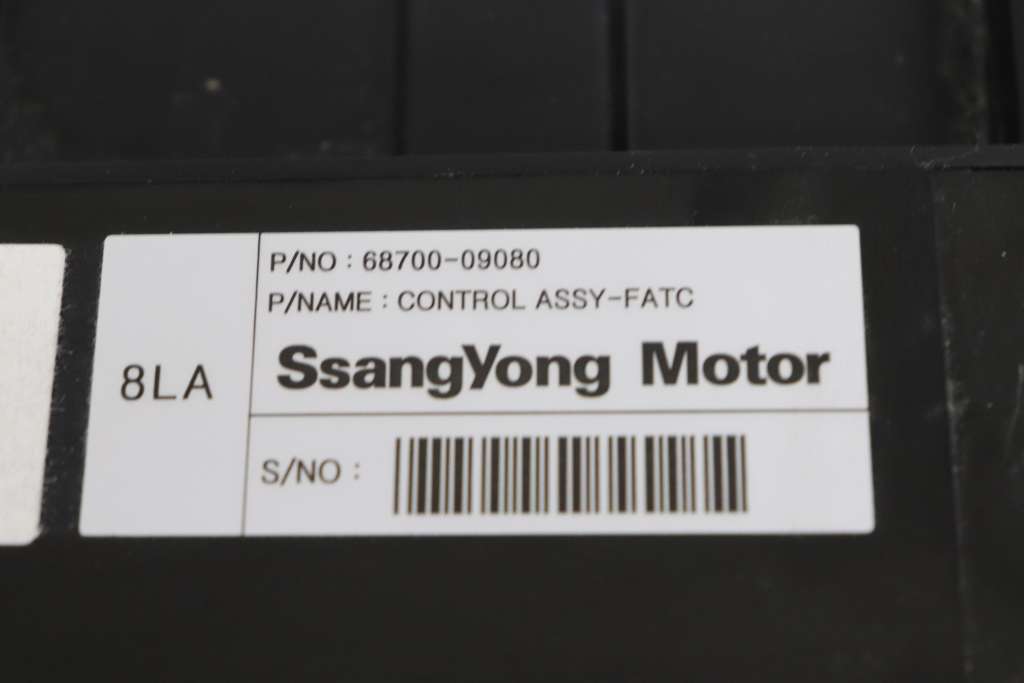 P/NO : 68700-09080
P/NAME : CONTROL ASSY-FATC
SsangYong Motor
8LA
S/NO :